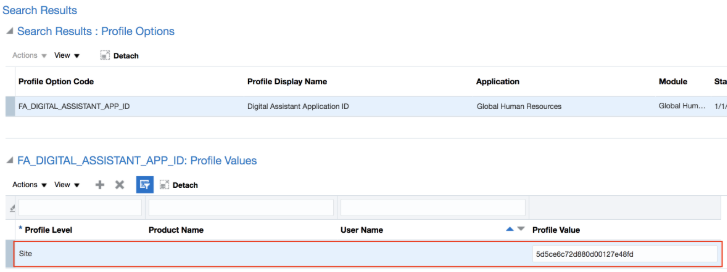 Search Results
Search Results : Profile Options
Actions View Detach
Profile Option Code Profile Display Name Application Module Sta
FA_DIGITAL_ASSISTANT_APP_ID Digital Assistant Application ID Global Human Resources Global Hum... 1/1/
FA_DIGITAL_ASSISTANT_APP_ID: Profile Values
Actions View Detach
* Profile Level Product Name User Name Profile Value
Site 5d5ce6c72d880d00127e48fd